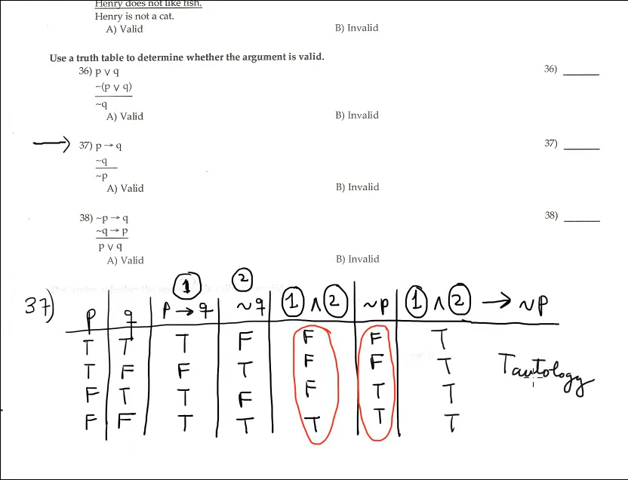 Henry does not like fish.
Henry is not a cat.
A) Valid B) Invalid
Use a truth table to determine whether the argument is valid.
36) p ∨ q 36) ______
~(p ∨ q)
~q
A) Valid B) Invalid
37) p → q 37) ______
~q
~p
A) Valid B) Invalid
38) ~p → q 38) ______
~q → p
p ∨ q
A) Valid B) Invalid
① ②
37) p q p → q ~q ① ∧ ② ~p ① ∧ ② → ~p
T T T F F F T
T F F T F F T
F T T F F T T
F F T T T T T
Tautology